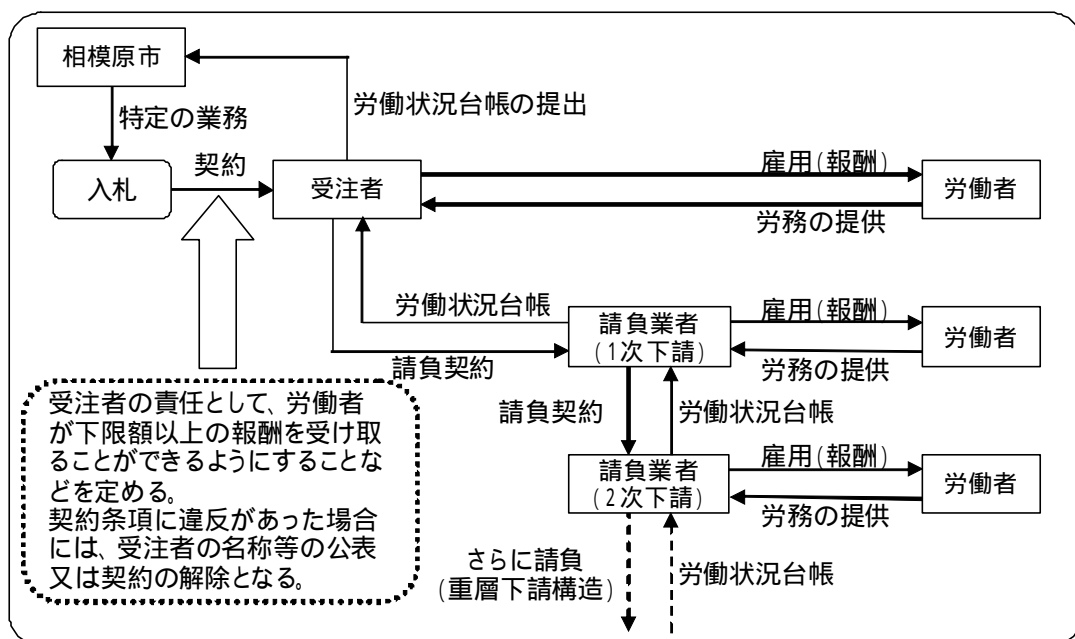 相模原市
労働状況台帳の提出
特定の業務
契約
入札
受注者
雇用(報酬)
労務の提供
労働者
労働状況台帳
請負契約
請負業者
(1次下請)
雇用(報酬)
労務の提供
労働者
受注者の責任として、労働者
が下限額以上の報酬を受け取
ることができるようにすることな
どを定める。
契約条項に違反があった場合
には、受注者の名称等の公表
又は契約の解除となる。
請負契約
労働状況台帳
請負業者
(2次下請)
雇用(報酬)
労務の提供
労働者
さらに請負
(重層下請構造)
労働状況台帳